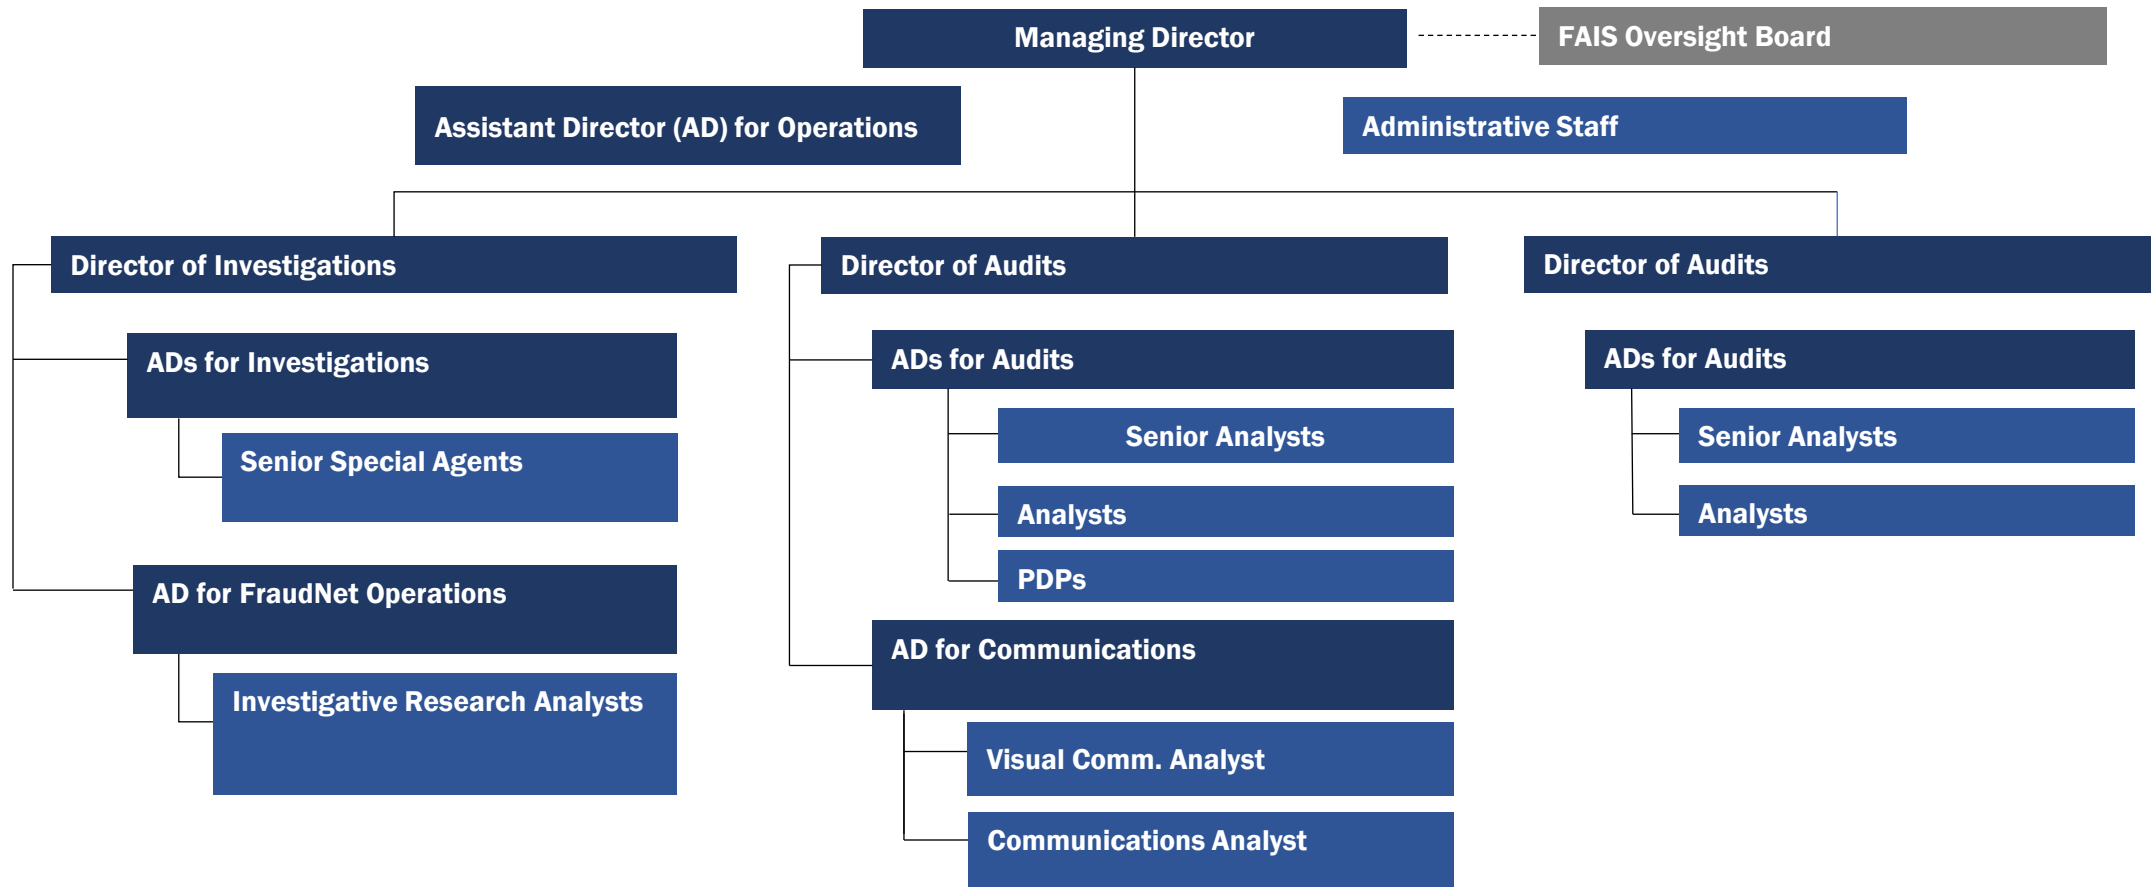 Managing Director
FAIS Oversight Board
Assistant Director (AD) for Operations
Administrative Staff
Director of Investigations
ADs for Investigations
Senior Special Agents
AD for FraudNet Operations
Investigative Research Analysts
Director of Audits
ADs for Audits
Senior Analysts
Analysts
PDPs
AD for Communications
Visual Comm. Analyst
Communications Analyst
Director of Audits
ADs for Audits
Senior Analysts
Analysts